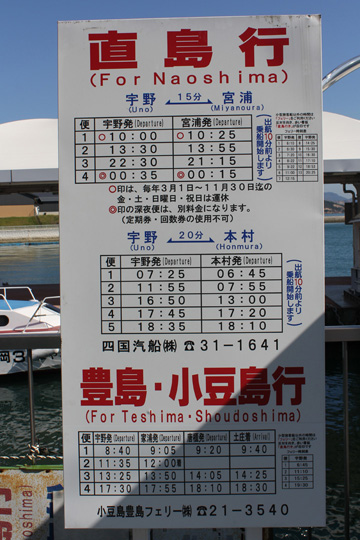 直島行
(For Naoshima)
宇野 15分 宮浦
(Uno) (Miyanoura)
便 宇野発(Departure) 宮浦発(Departure)
1 ○10:00 ○10:25
2 13:30 13:55
3 22:30 21:15
4 ◎00:35 ◎00:15
出航10分前より乗船開始します
○印は、毎年3月1日～11月30日迄の
金・土・日曜日・祝日は運休
◎印の深夜便は、別料金になります。
(定期券・回数券の使用不可)
宇野 20分 本村
(Uno) (Honmura)
便 宇野発(Departure) 本村発(Departure)
1 07:25 06:45
2 11:55 07:55
3 16:50 13:00
4 17:45 17:20
5 18:35 18:10
出航10分前より乗船開始します
四国汽船㈱ ☎31-1641
豊島・小豆島行
(For Teshima・Shoudoshima)
便 宇野発(Departure) 家浦発(Departure) 唐櫃発(Departure) 土庄着(Arrival)
1 8:40 9:05 9:20 9:40
2 11:35 12:00着
3 13:25 13:50 14:05 14:25
4 17:30 17:55 18:10 18:30
小豆島豊島フェリー㈱ ☎21-3540